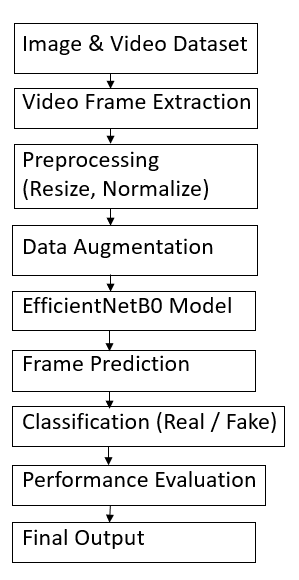 Image & Video Dataset
Video Frame Extraction
Preprocessing
(Resize, Normalize)
Data Augmentation
EfficientNetB0 Model
Frame Prediction
Classification (Real / Fake)
Performance Evaluation
Final Output